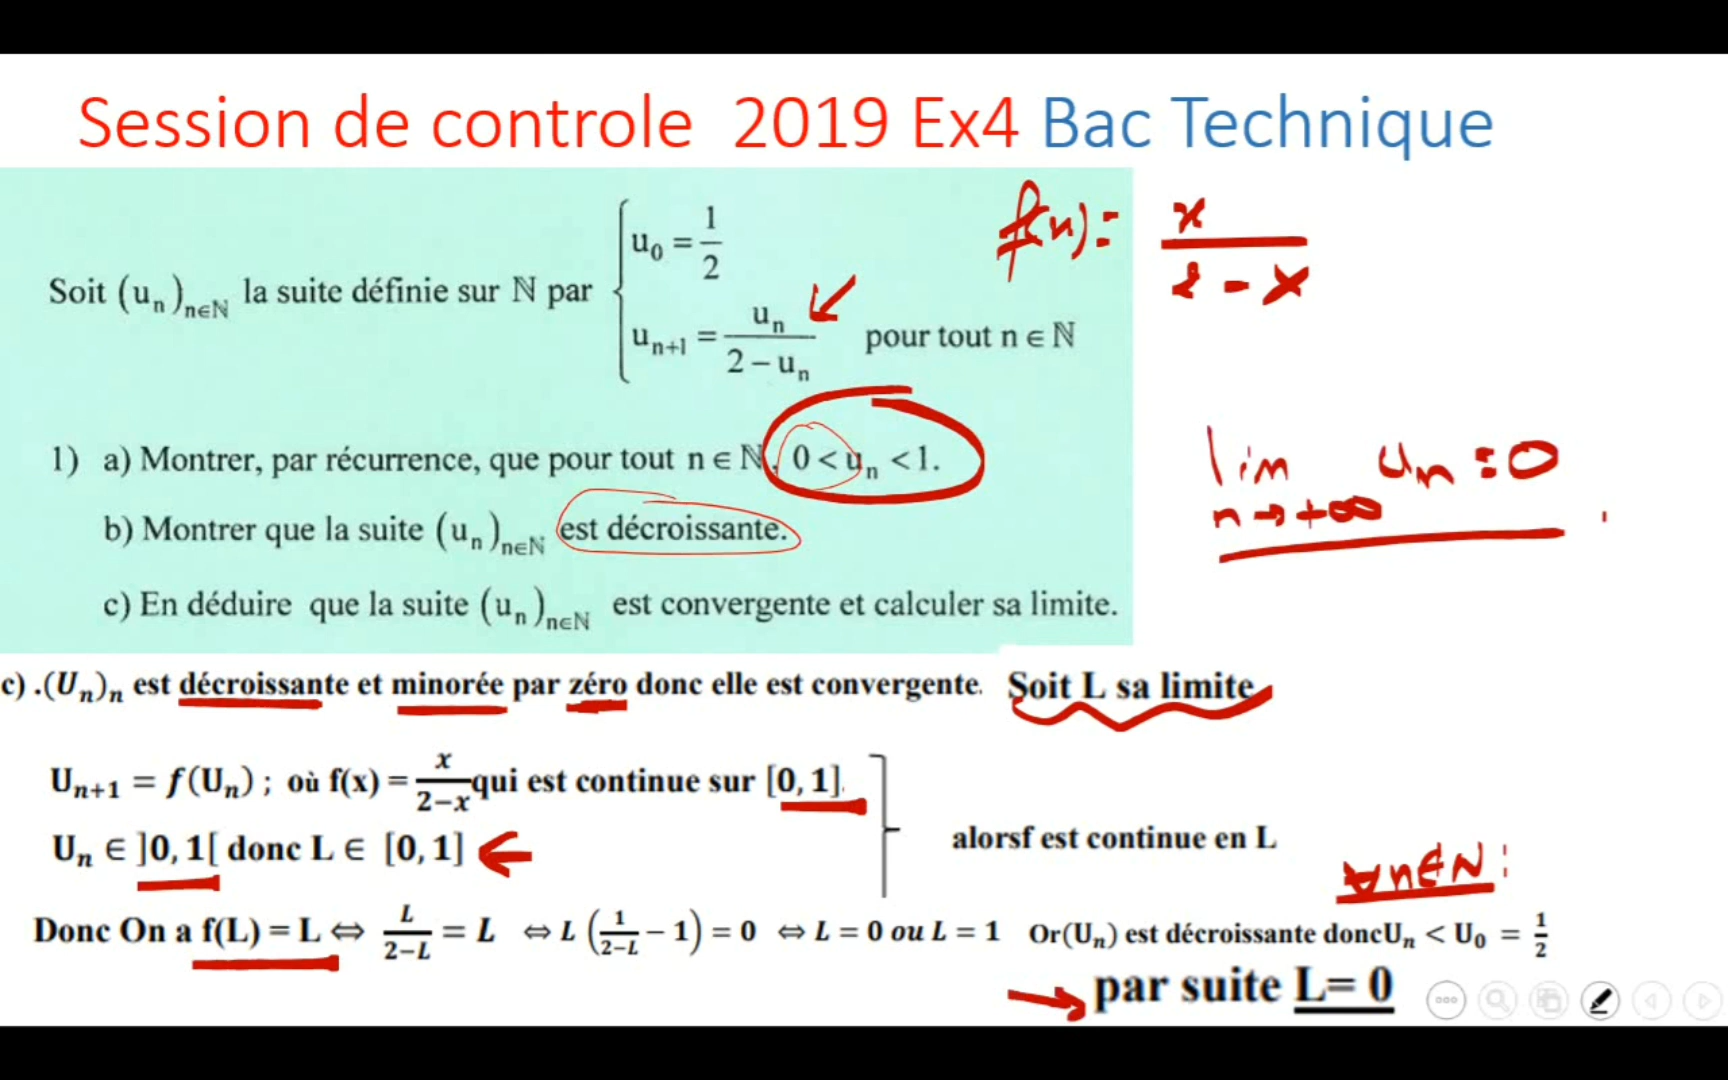 Session de controle 2019 Ex4 Bac Technique
f(x) = x / 2 - x
Soit (uₙ)ₙ∈ℕ la suite définie sur ℕ par { u₀ = 1/2
uₙ₊₁ = uₙ / 2 − uₙ pour tout n ∈ ℕ
1) a) Montrer, par récurrence, que pour tout n ∈ ℕ, 0 < uₙ < 1.
lim uₙ = 0
n → +∞
b) Montrer que la suite (uₙ)ₙ∈ℕ est décroissante.
c) En déduire que la suite (uₙ)ₙ∈ℕ est convergente et calculer sa limite.
c) .(Uₙ)ₙ est décroissante et minorée par zéro donc elle est convergente. Soit L sa limite
Uₙ₊₁ = f(Uₙ) ; où f(x) = x/2−x qui est continue sur [0, 1].
Uₙ ∈ ]0, 1[ donc L ∈ [0, 1]
alorsf est continue en L
∀n∈N :
Donc On a f(L) = L ⇔ L/2−L = L ⇔ L (1/2−L − 1) = 0 ⇔ L = 0 ou L = 1 Or(Uₙ) est décroissante doncUₙ < U₀ = 1/2
par suite L= 0